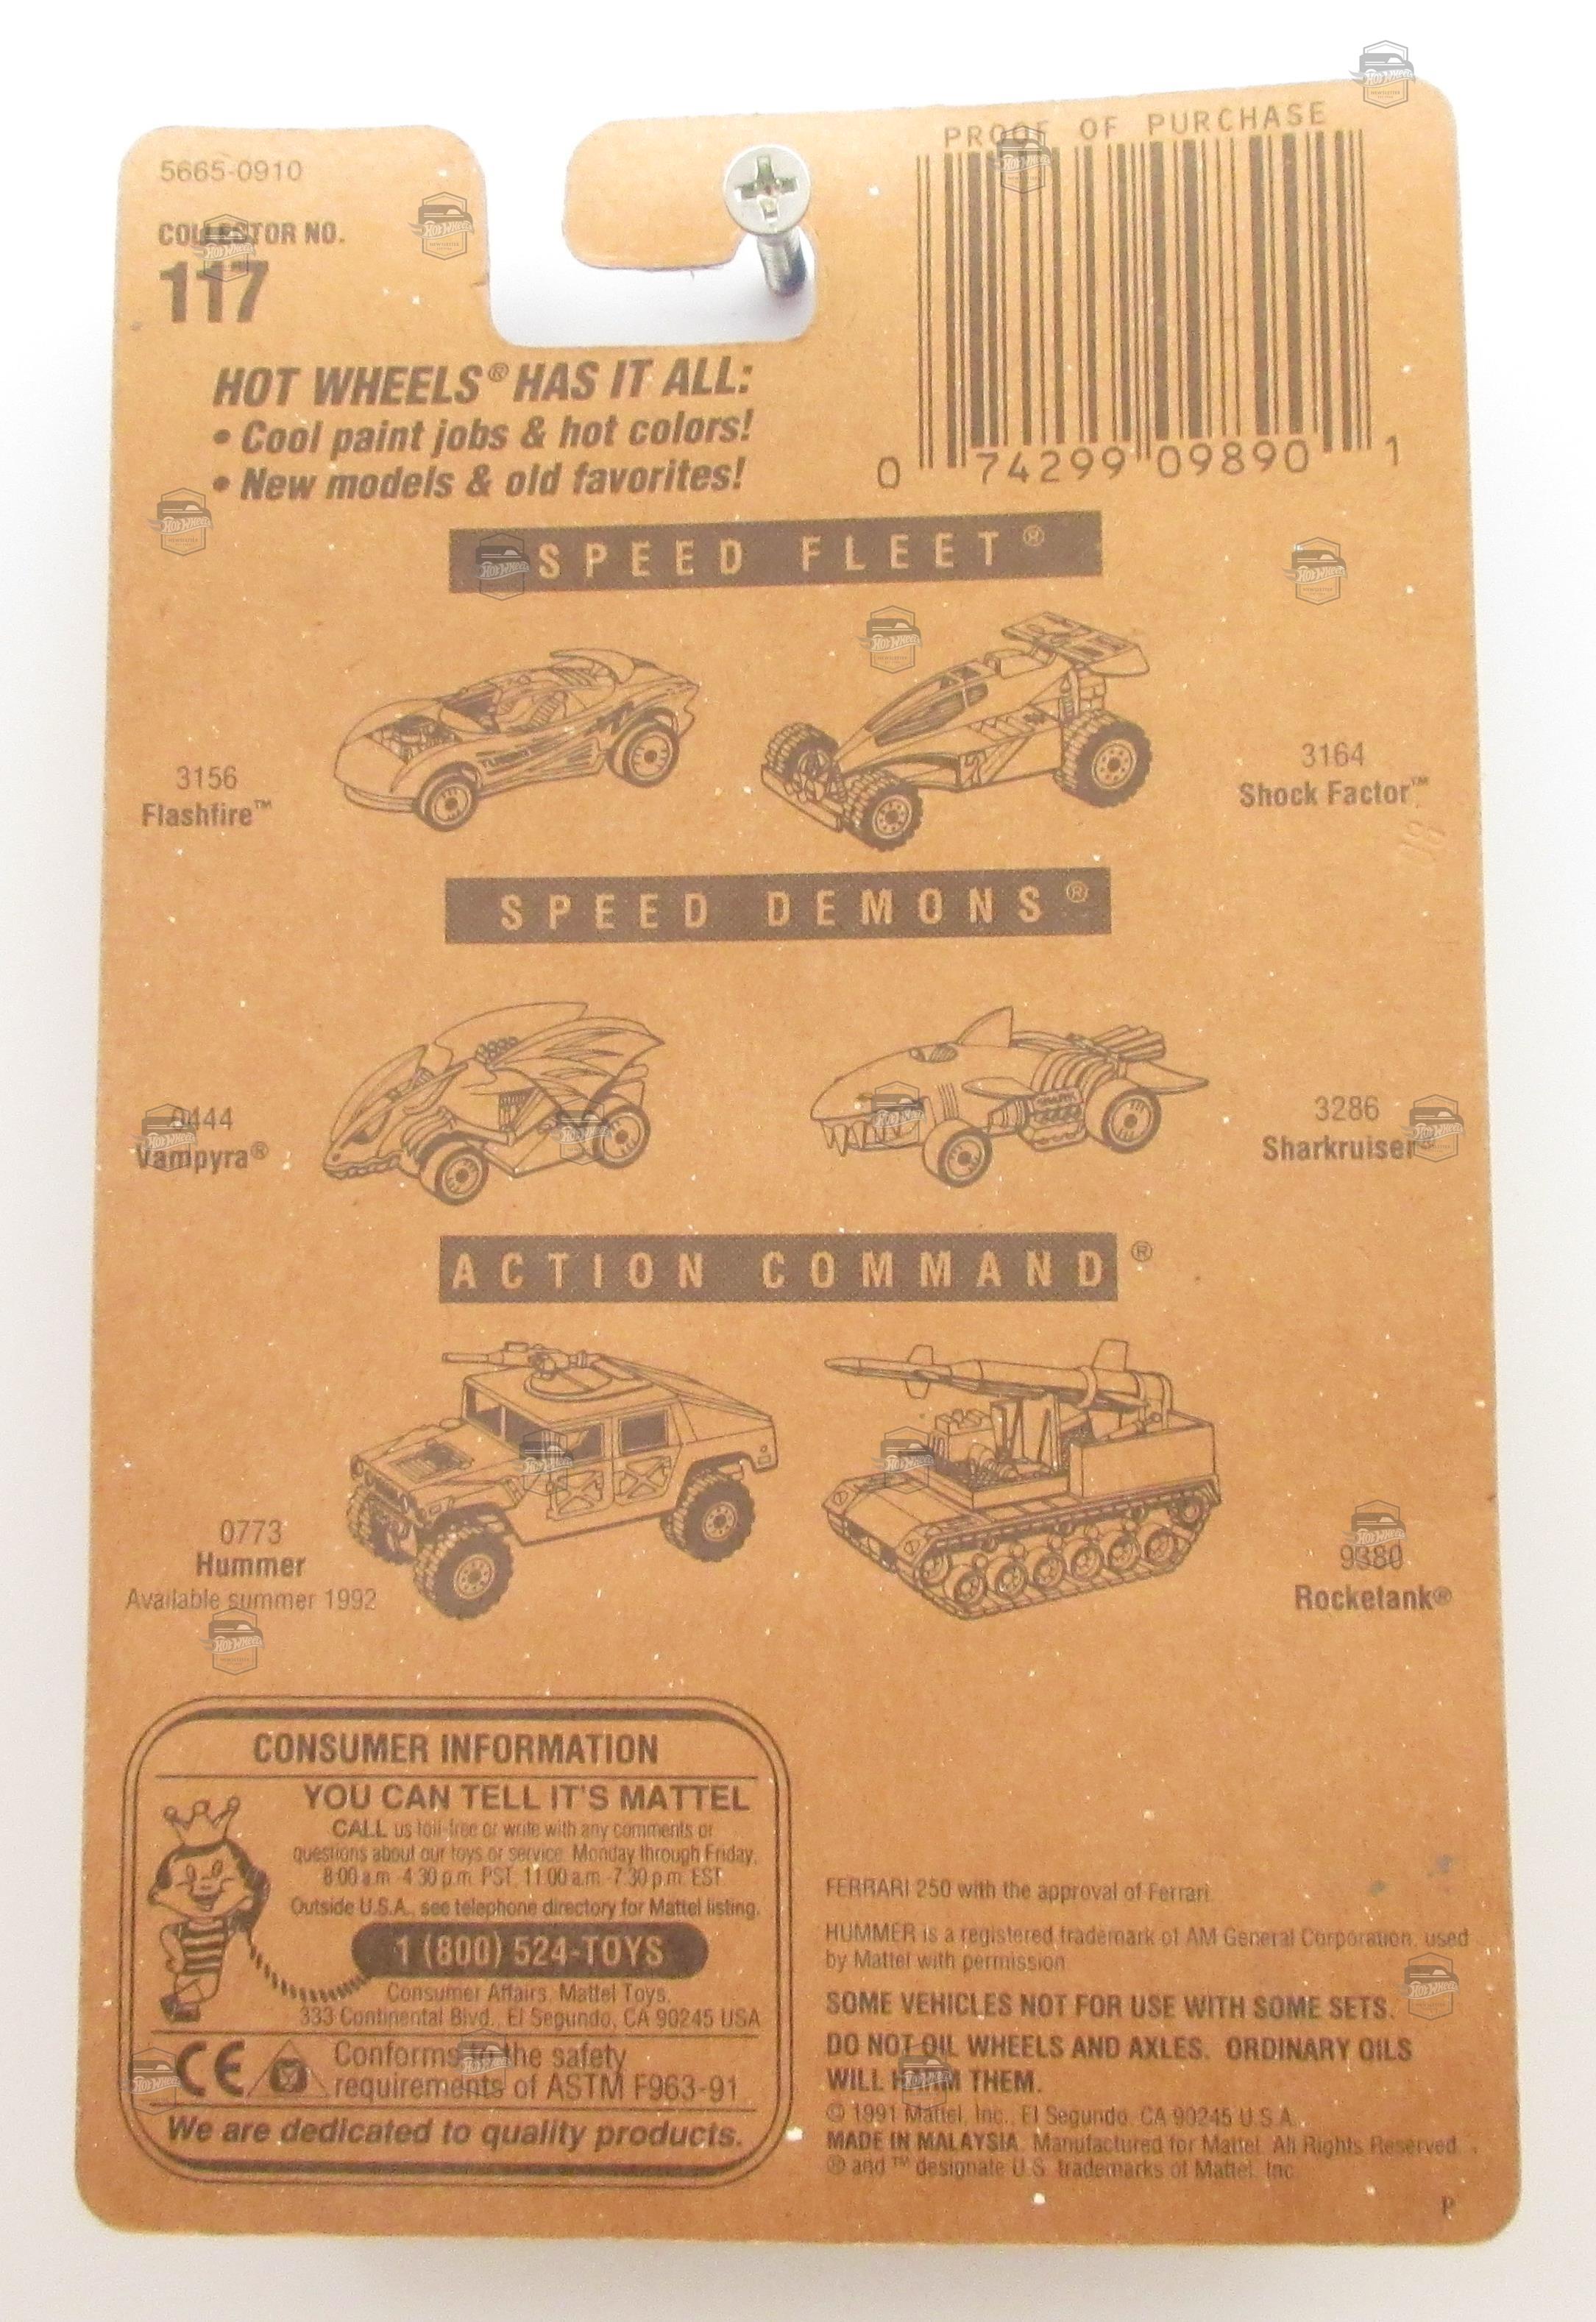 5665-0910
COLLECTOR NO.
117
PROOF OF PURCHASE
0 74299 09890 1
HOT WHEELS® HAS IT ALL:
• Cool paint jobs & hot colors!
• New models & old favorites!
SPEED FLEET®
3156
Flashfire™
3164
Shock Factor™
SPEED DEMONS®
0444
Vampyra®
3286
Sharkruiser®
ACTION COMMAND®
0773
Hummer
Available summer 1992
9380
Rocketank®
CONSUMER INFORMATION
YOU CAN TELL IT'S MATTEL
CALL us toll-free or write with any comments or
questions about our toys or service. Monday through Friday,
8:00 a.m.-4:30 p.m. PST, 11:00 a.m.-7:30 p.m. EST
Outside U.S.A., see telephone directory for Mattel listing.
1 (800) 524-TOYS
Consumer Affairs, Mattel Toys,
333 Continental Blvd., El Segundo, CA 90245 USA
CE Conforms to the safety
requirements of ASTM F963-91
We are dedicated to quality products.
FERRARI 250 with the approval of Ferrari.
HUMMER is a registered trademark of AM General Corporation, used
by Mattel with permission.
SOME VEHICLES NOT FOR USE WITH SOME SETS.
DO NOT OIL WHEELS AND AXLES. ORDINARY OILS
WILL HARM THEM.
© 1991 Mattel, Inc., El Segundo, CA 90245 U.S.A.
MADE IN MALAYSIA. Manufactured for Mattel. All Rights Reserved.
® and ™ designate U.S. trademarks of Mattel, Inc.
P